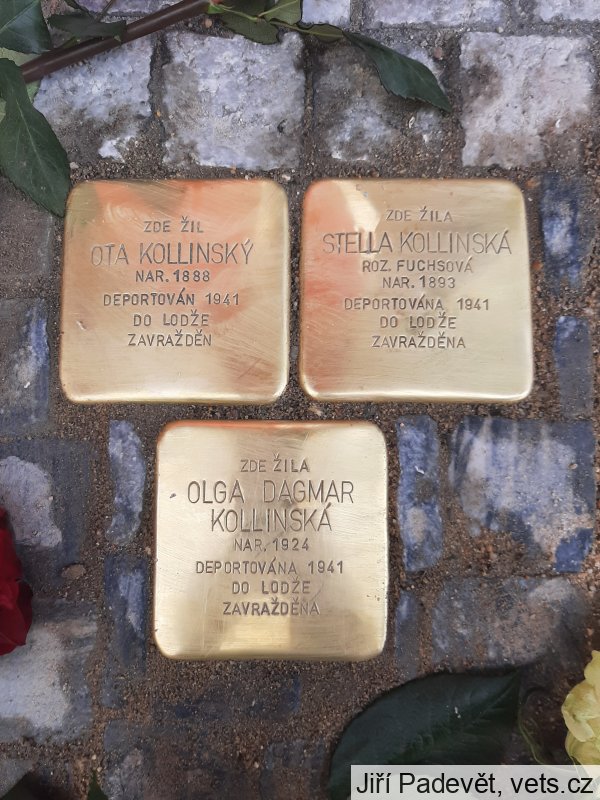 ZDE ŽIL
OTA KOLLINSKÝ
NAR. 1888
DEPORTOVÁN 1941
DO LODŽE
ZAVRAŽDĚN
ZDE ŽILA
STELLA KOLLINSKÁ
ROZ. FUCHSOVÁ
NAR. 1893
DEPORTOVÁNA 1941
DO LODŽE
ZAVRAŽDĚNA
ZDE ŽILA
OLGA DAGMAR
KOLLINSKÁ
NAR. 1924
DEPORTOVÁNA 1941
DO LODŽE
ZAVRAŽDĚNA
Jiří Padevět, vets.cz